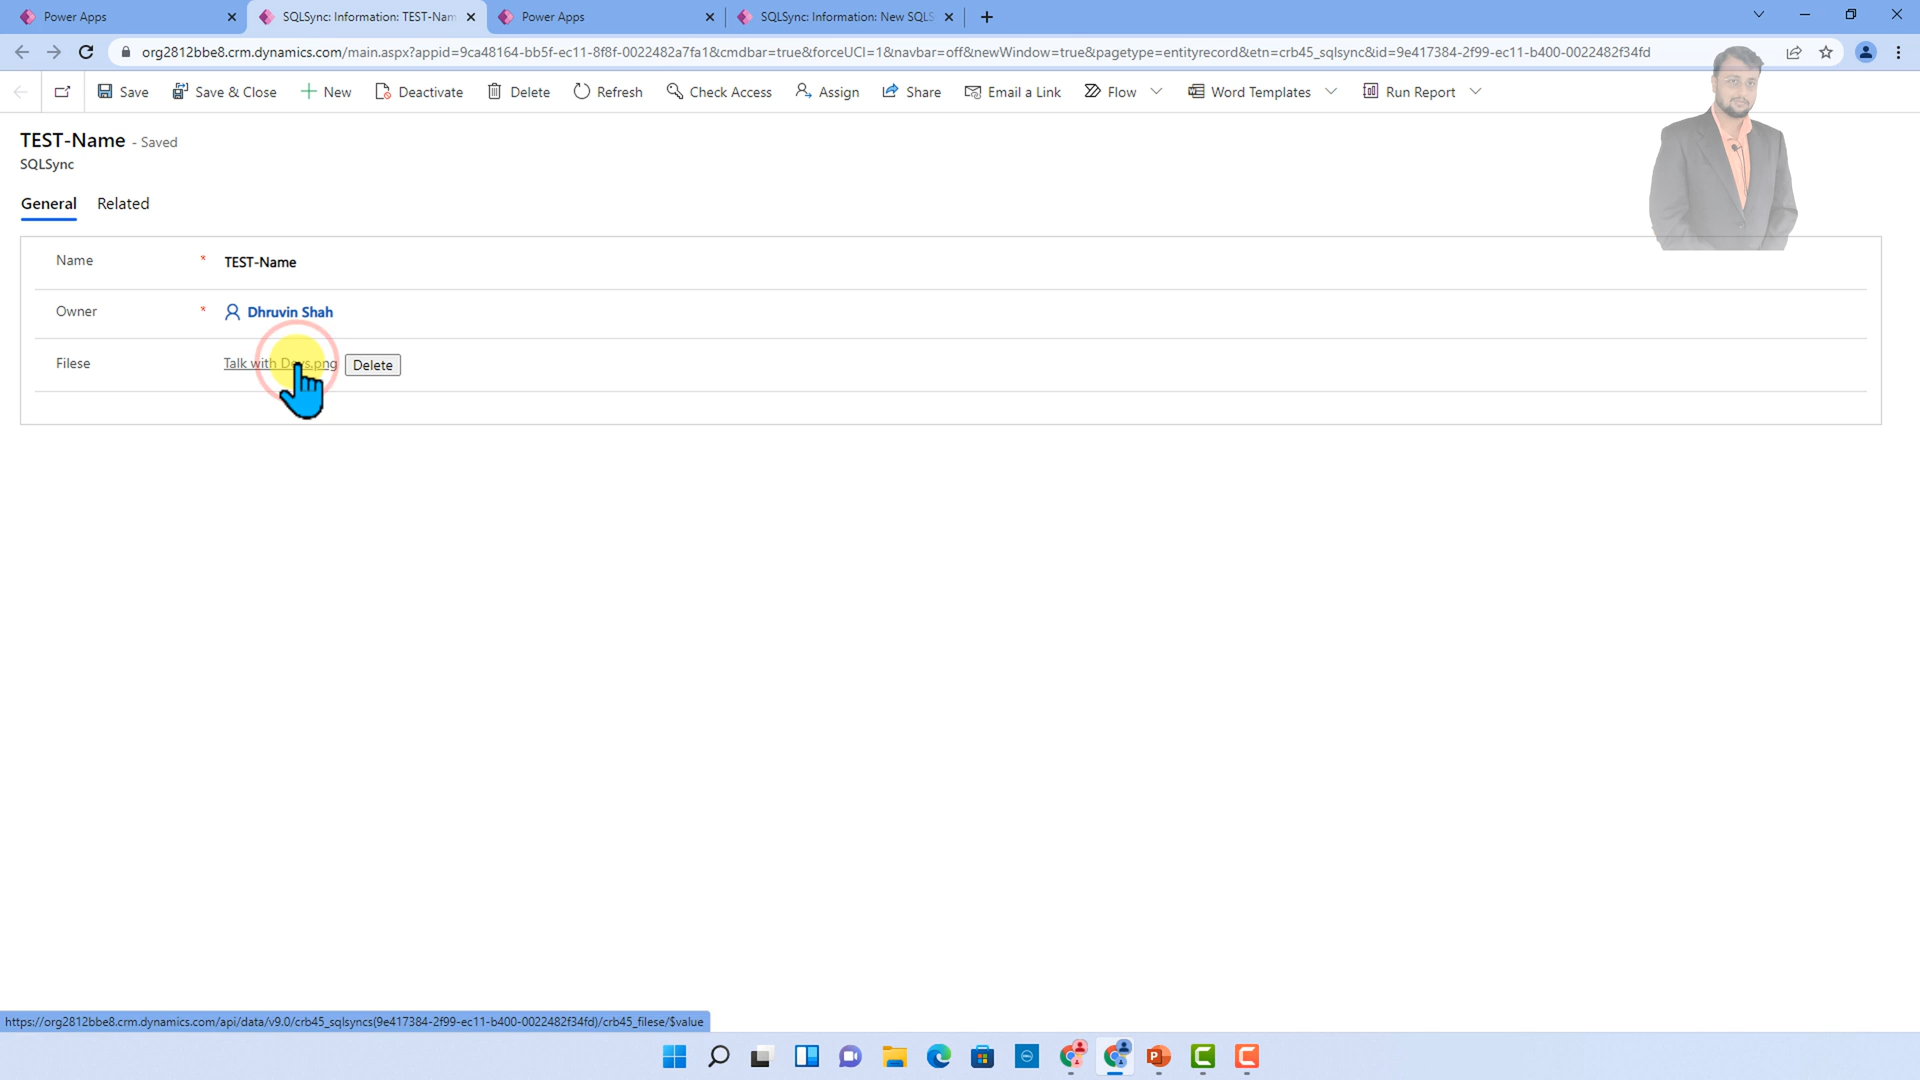 Power Apps
SQLSync: Information: TEST-Nam
Power Apps
SQLSync: Information: New SQLS
org2812bbe8.crm.dynamics.com/main.aspx?appid=9ca48164-bb5f-ec11-8f8f-0022482a7fa1&cmdbar=true&forceUCI=1&navbar=off&newWindow=true&pagetype=entityrecord&etn=crb45_sqlsync&id=9e417384-2f99-ec11-b400-0022482f34fd
Save
Save & Close
New
Deactivate
Delete
Refresh
Check Access
Assign
Share
Email a Link
Flow
Word Templates
Run Report
TEST-Name - Saved
SQLSync
General
Related
Name * TEST-Name
Owner * Dhruvin Shah
Filese Talk with Devs.png Delete
https://org2812bbe8.crm.dynamics.com/api/data/v9.0/crb45_sqlsyncs(9e417384-2f99-ec11-b400-0022482f34fd)/crb45_filese/$value